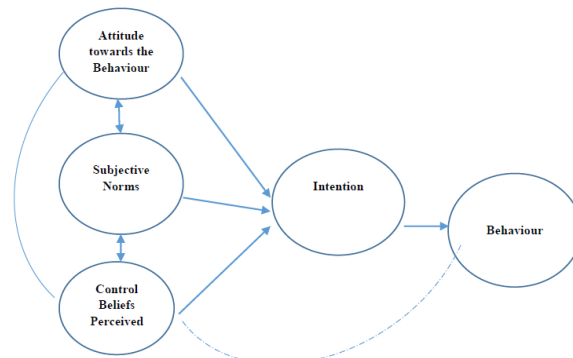 Attitude
towards the
Behaviour
Subjective
Norms
Intention
Behaviour
Control
Beliefs
Perceived